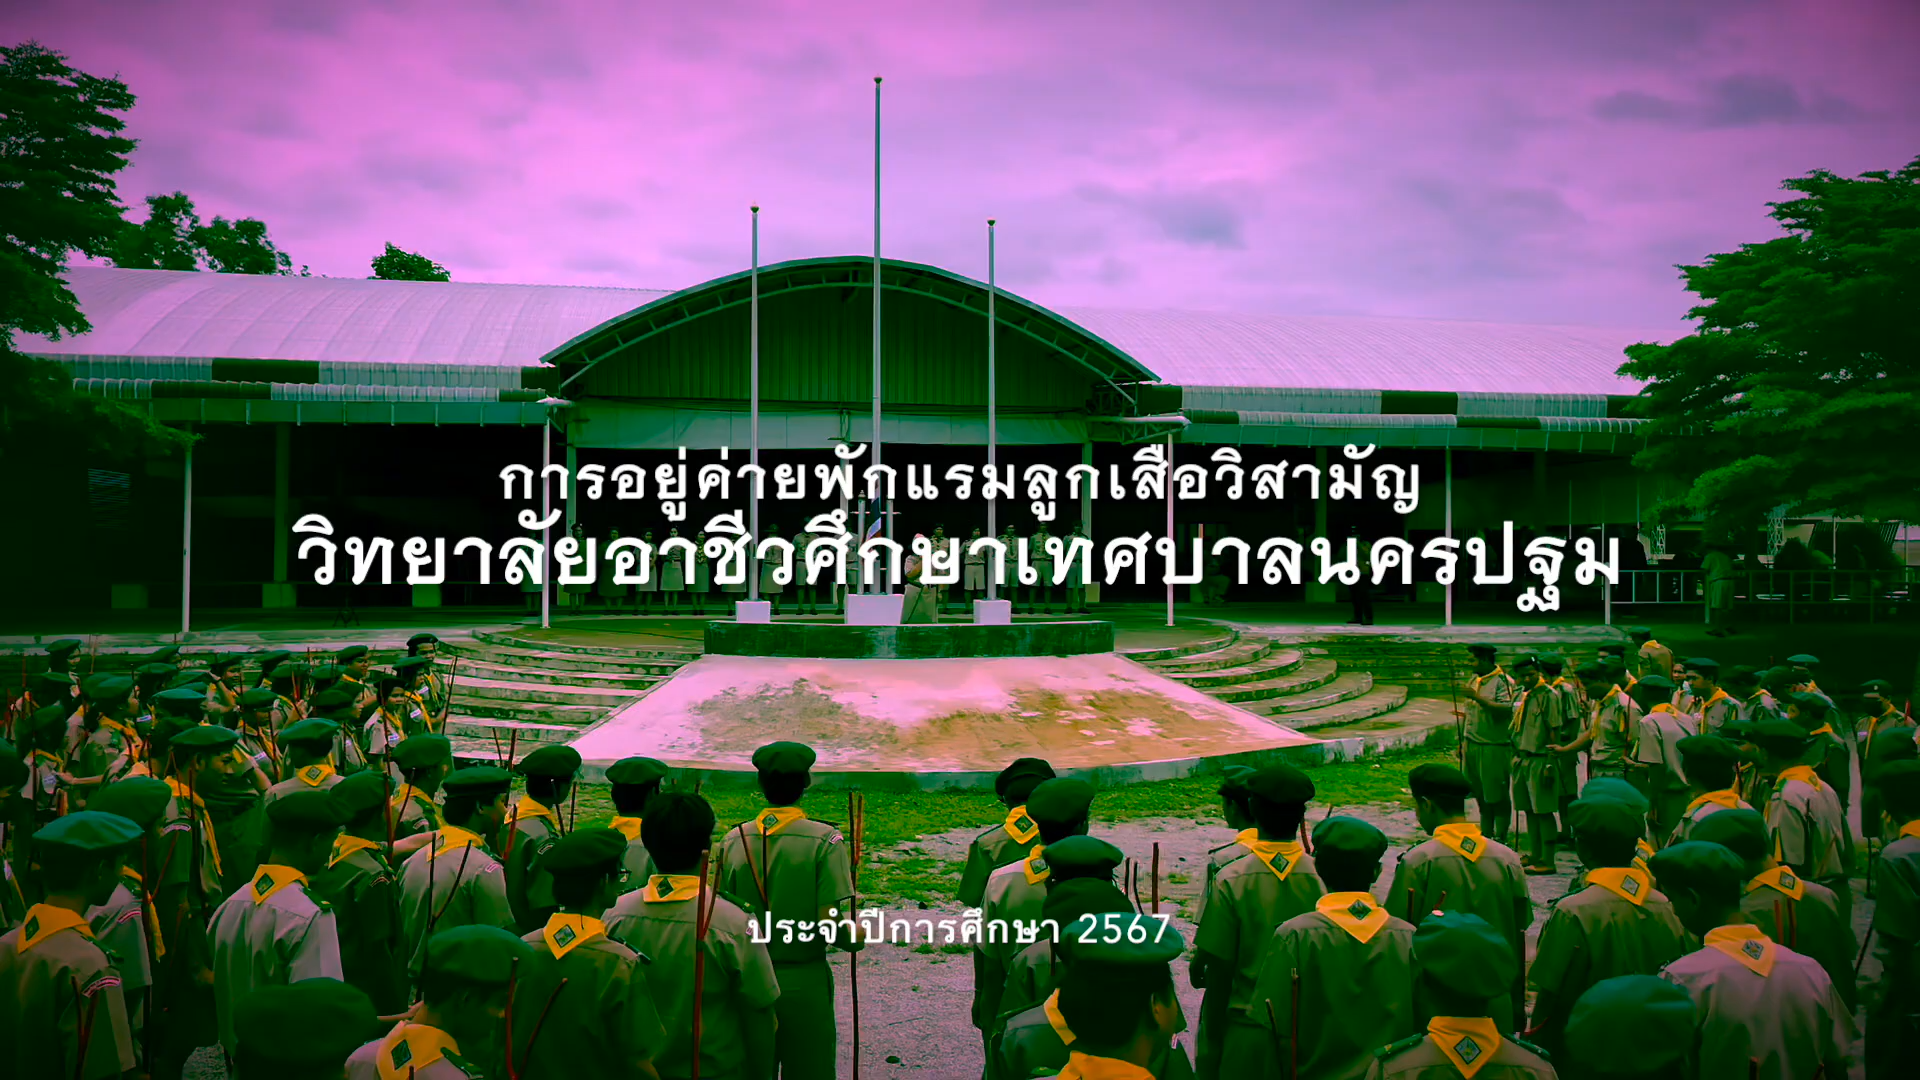 การอยู่ค่ายพักแรมลูกเสือวิสามัญ
วิทยาลัยอาชีวศึกษาเทศบาลนครปฐม
ประจำปีการศึกษา 2567